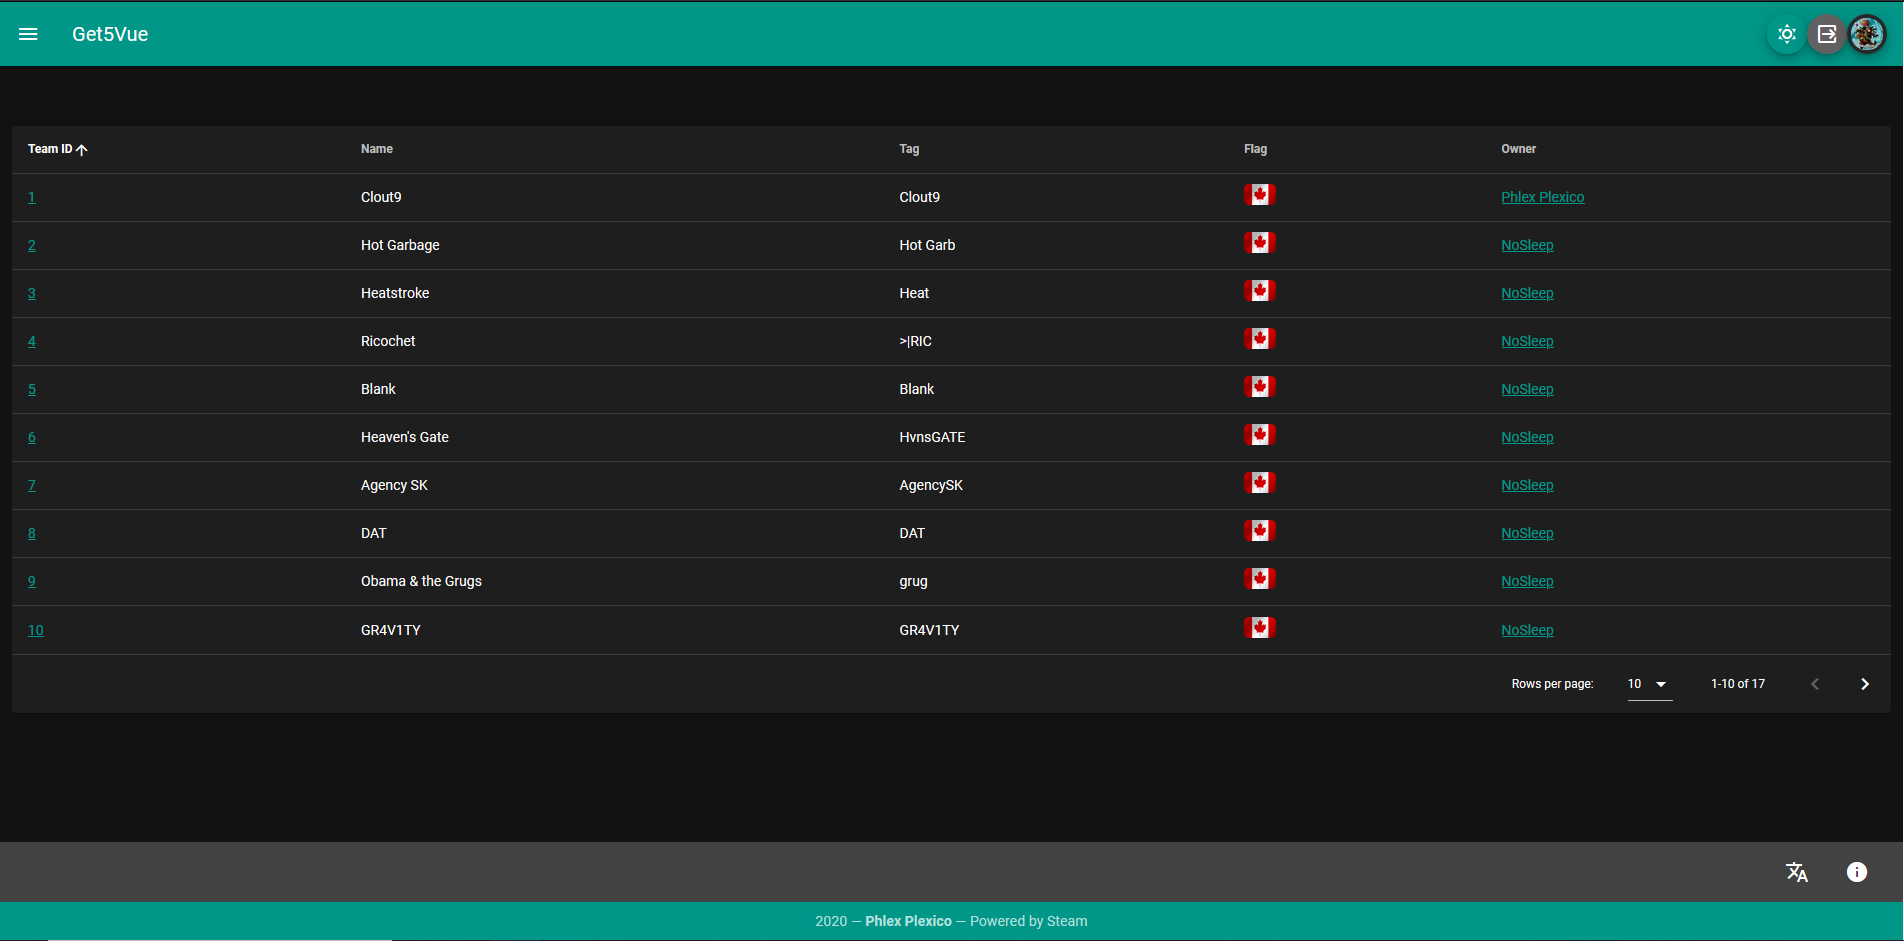 Get5Vue
Team ID Name Tag Flag Owner
1 Clout9 Clout9 Phlex Plexico
2 Hot Garbage Hot Garb NoSleep
3 Heatstroke Heat NoSleep
4 Ricochet >|RIC NoSleep
5 Blank Blank NoSleep
6 Heaven's Gate HvnsGATE NoSleep
7 Agency SK AgencySK NoSleep
8 DAT DAT NoSleep
9 Obama & the Grugs grug NoSleep
10 GR4V1TY GR4V1TY NoSleep
Rows per page: 10 1-10 of 17
2020 — Phlex Plexico — Powered by Steam